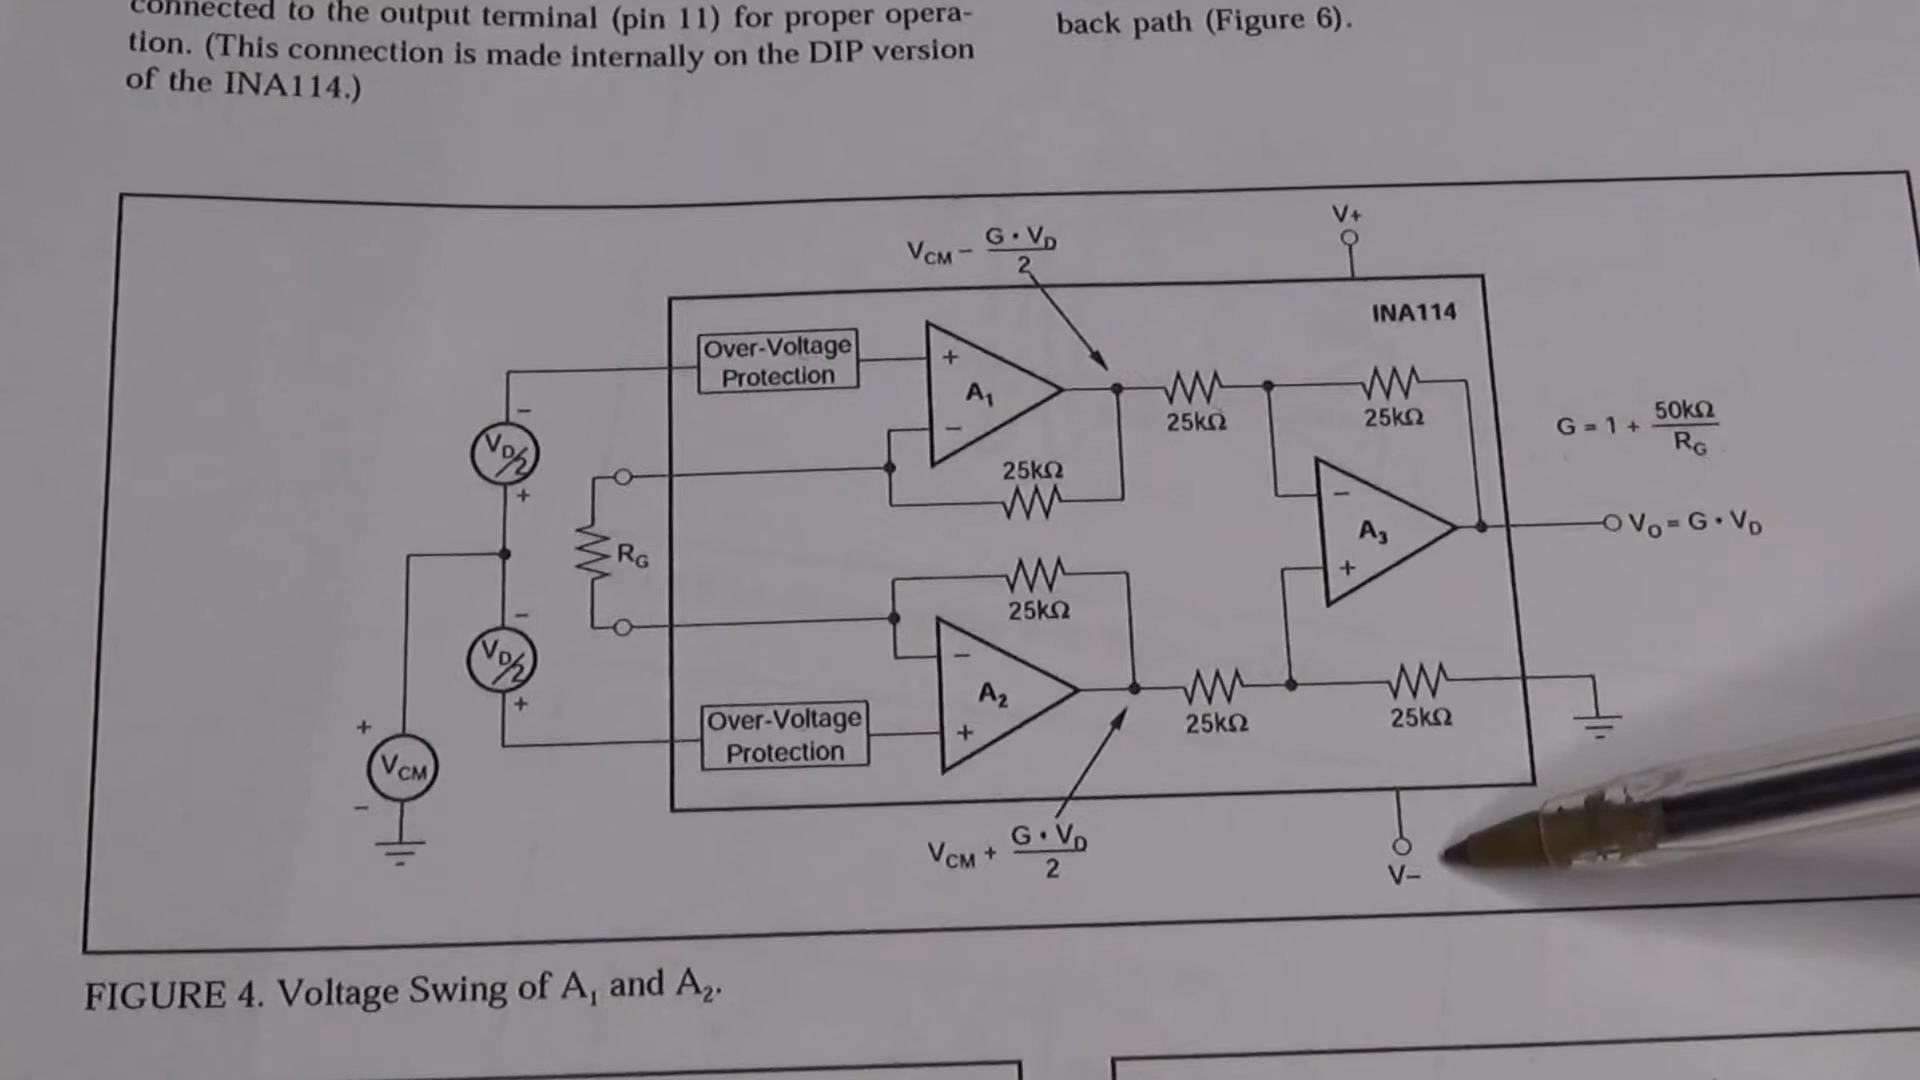 connected to the output terminal (pin 11) for proper opera-
tion. (This connection is made internally on the DIP version
of the INA114.)
back path (Figure 6).
V+
VCM − G • VD
2
INA114
Over-Voltage
Protection
+
A1
−
25kΩ
25kΩ
25kΩ
G = 1 + 50kΩ
RG
−
VD/2
+
RG
−
A3
+
VO = G • VD
25kΩ
−
VD/2
+
−
A2
+
25kΩ
25kΩ
Over-Voltage
Protection
+
VCM
−
VCM + G • VD
2
V−
FIGURE 4. Voltage Swing of A1 and A2.